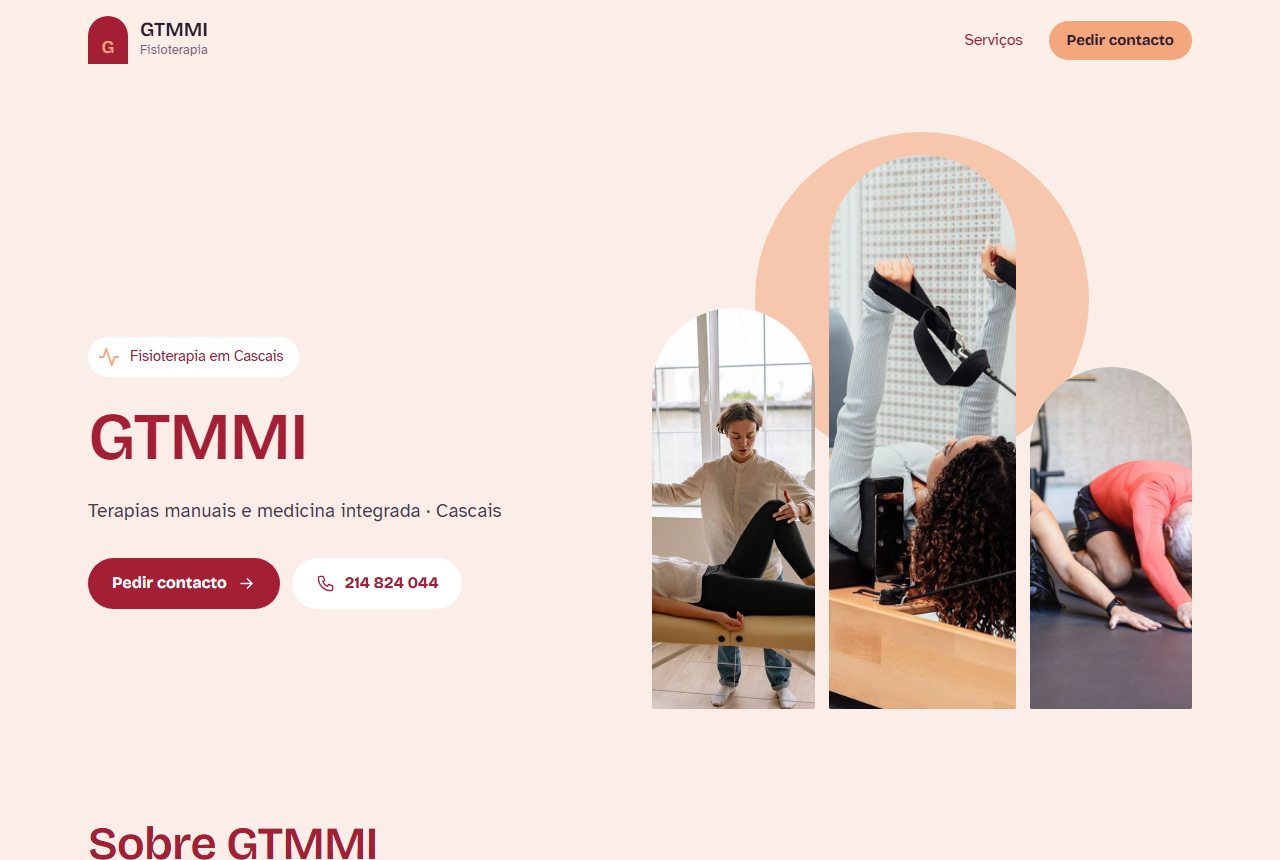 G
GTMMI
Fisioterapia
Serviços
Pedir contacto
Fisioterapia em Cascais
GTMMI
Terapias manuais e medicina integrada · Cascais
Pedir contacto
214 824 044
Sobre GTMMI